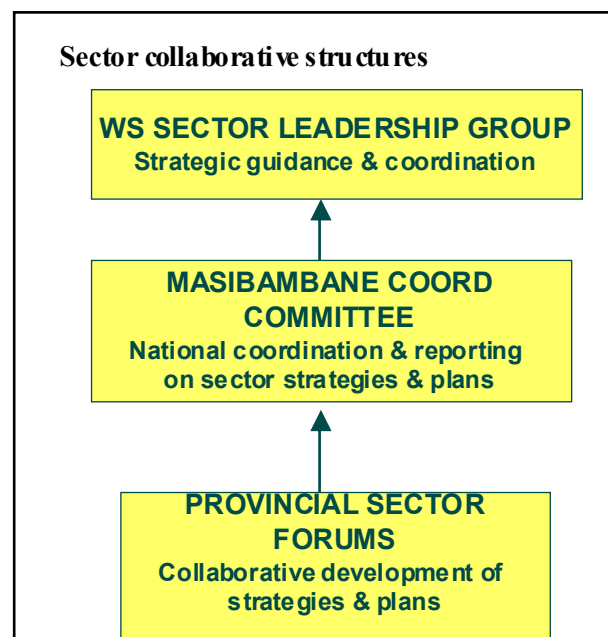 Sector collaborative structures
WS SECTOR LEADERSHIP GROUP
Strategic guidance & coordination
MASIBAMBANE COORD
COMMITTEE
National coordination & reporting
on sector strategies & plans
PROVINCIAL SECTOR
FORUMS
Collaborative development of
strategies & plans